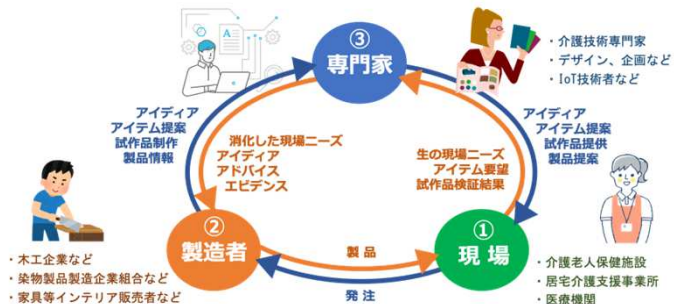 ③
専門家
・介護技術専門家
・デザイン、企画など
・IoT技術者など
アイディア
アイテム提案
試作品制作
製品情報
消化した現場ニーズ
アイディア
アドバイス
エビデンス
生の現場ニーズ
アイテム要望
試作品検証結果
アイディア
アイテム提案
試作品提供
製品提案
②
製造者
・木工企業など
・染物製品製造企業組合など
・家具等インテリア販売者など
製品
発注
①
現場
・介護老人保健施設
・居宅介護支援事業所
・医療機関